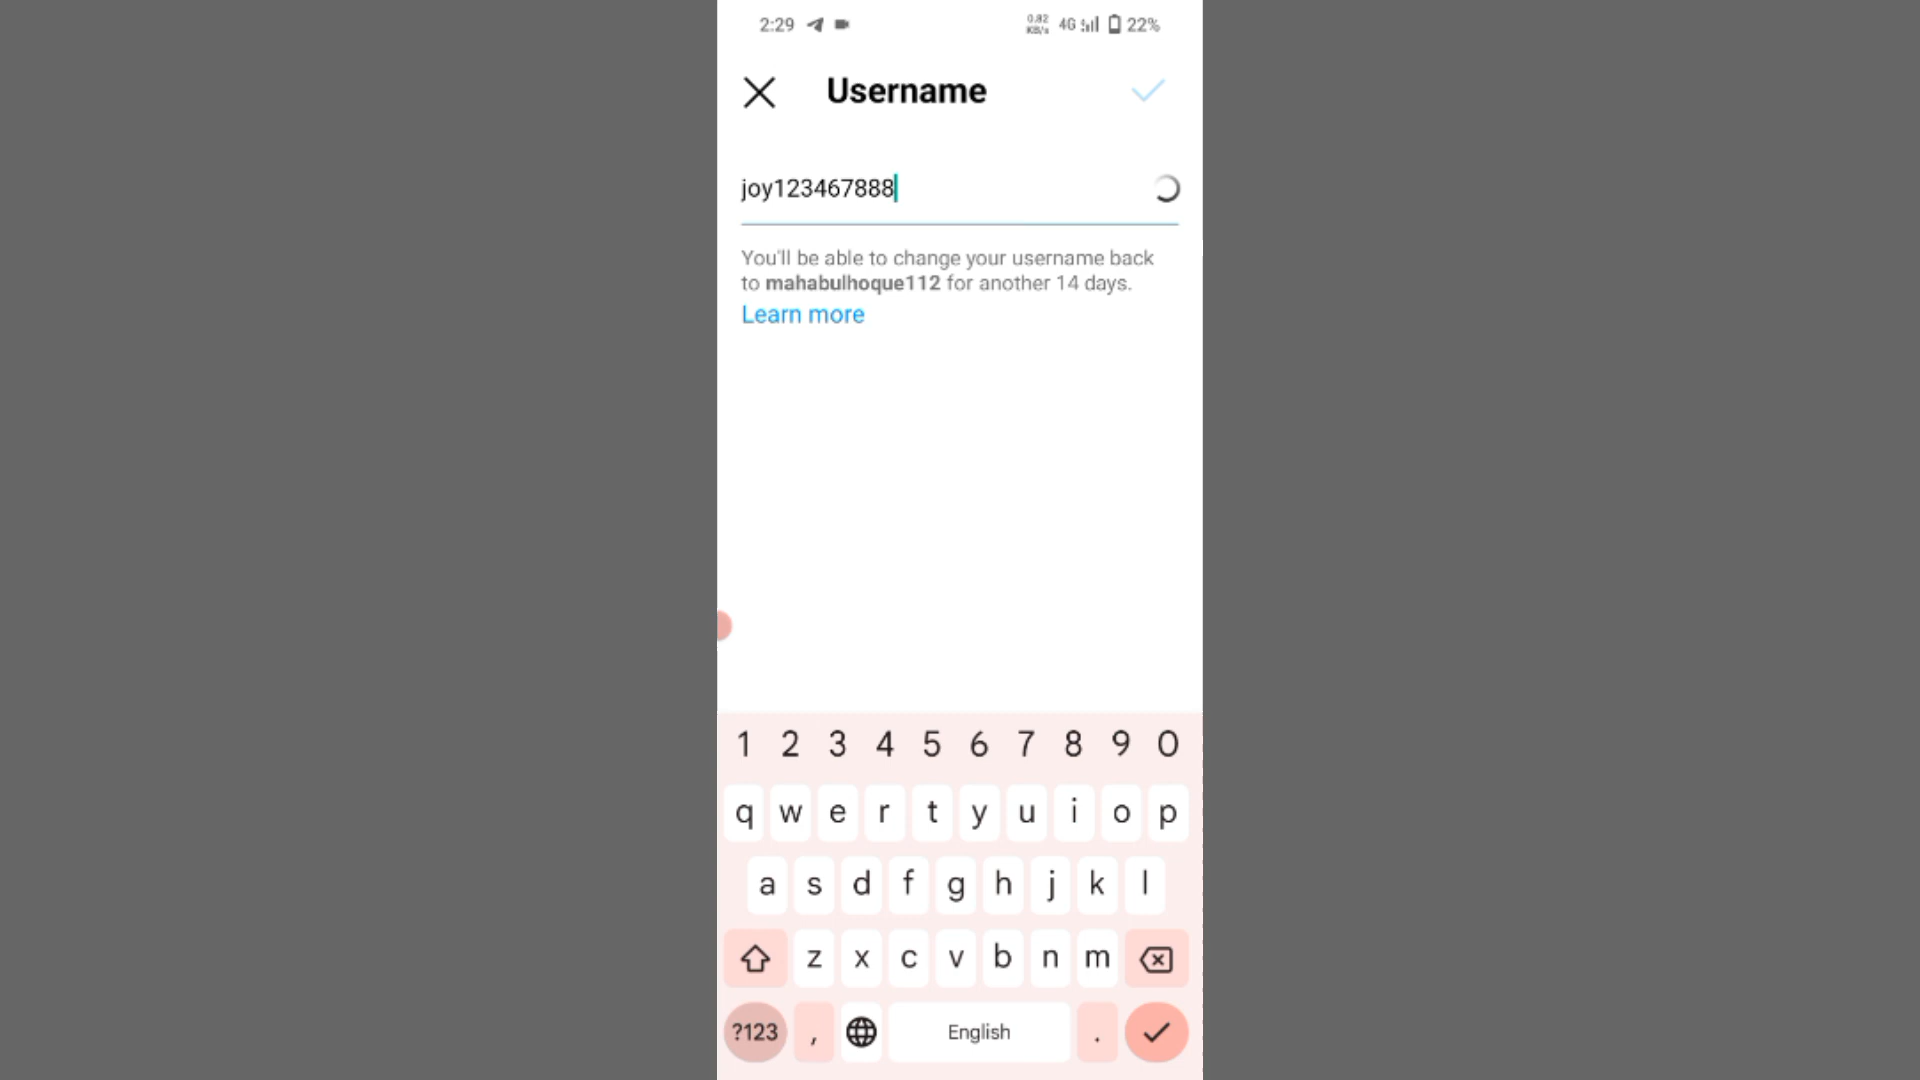 2:29 0.82 KB/s 4G 22%
Username
joy123467888
You'll be able to change your username back
to mahabulhoque112 for another 14 days.
Learn more
1 2 3 4 5 6 7 8 9 0
q w e r t y u i o p
a s d f g h j k l
z x c v b n m
?123 , English .